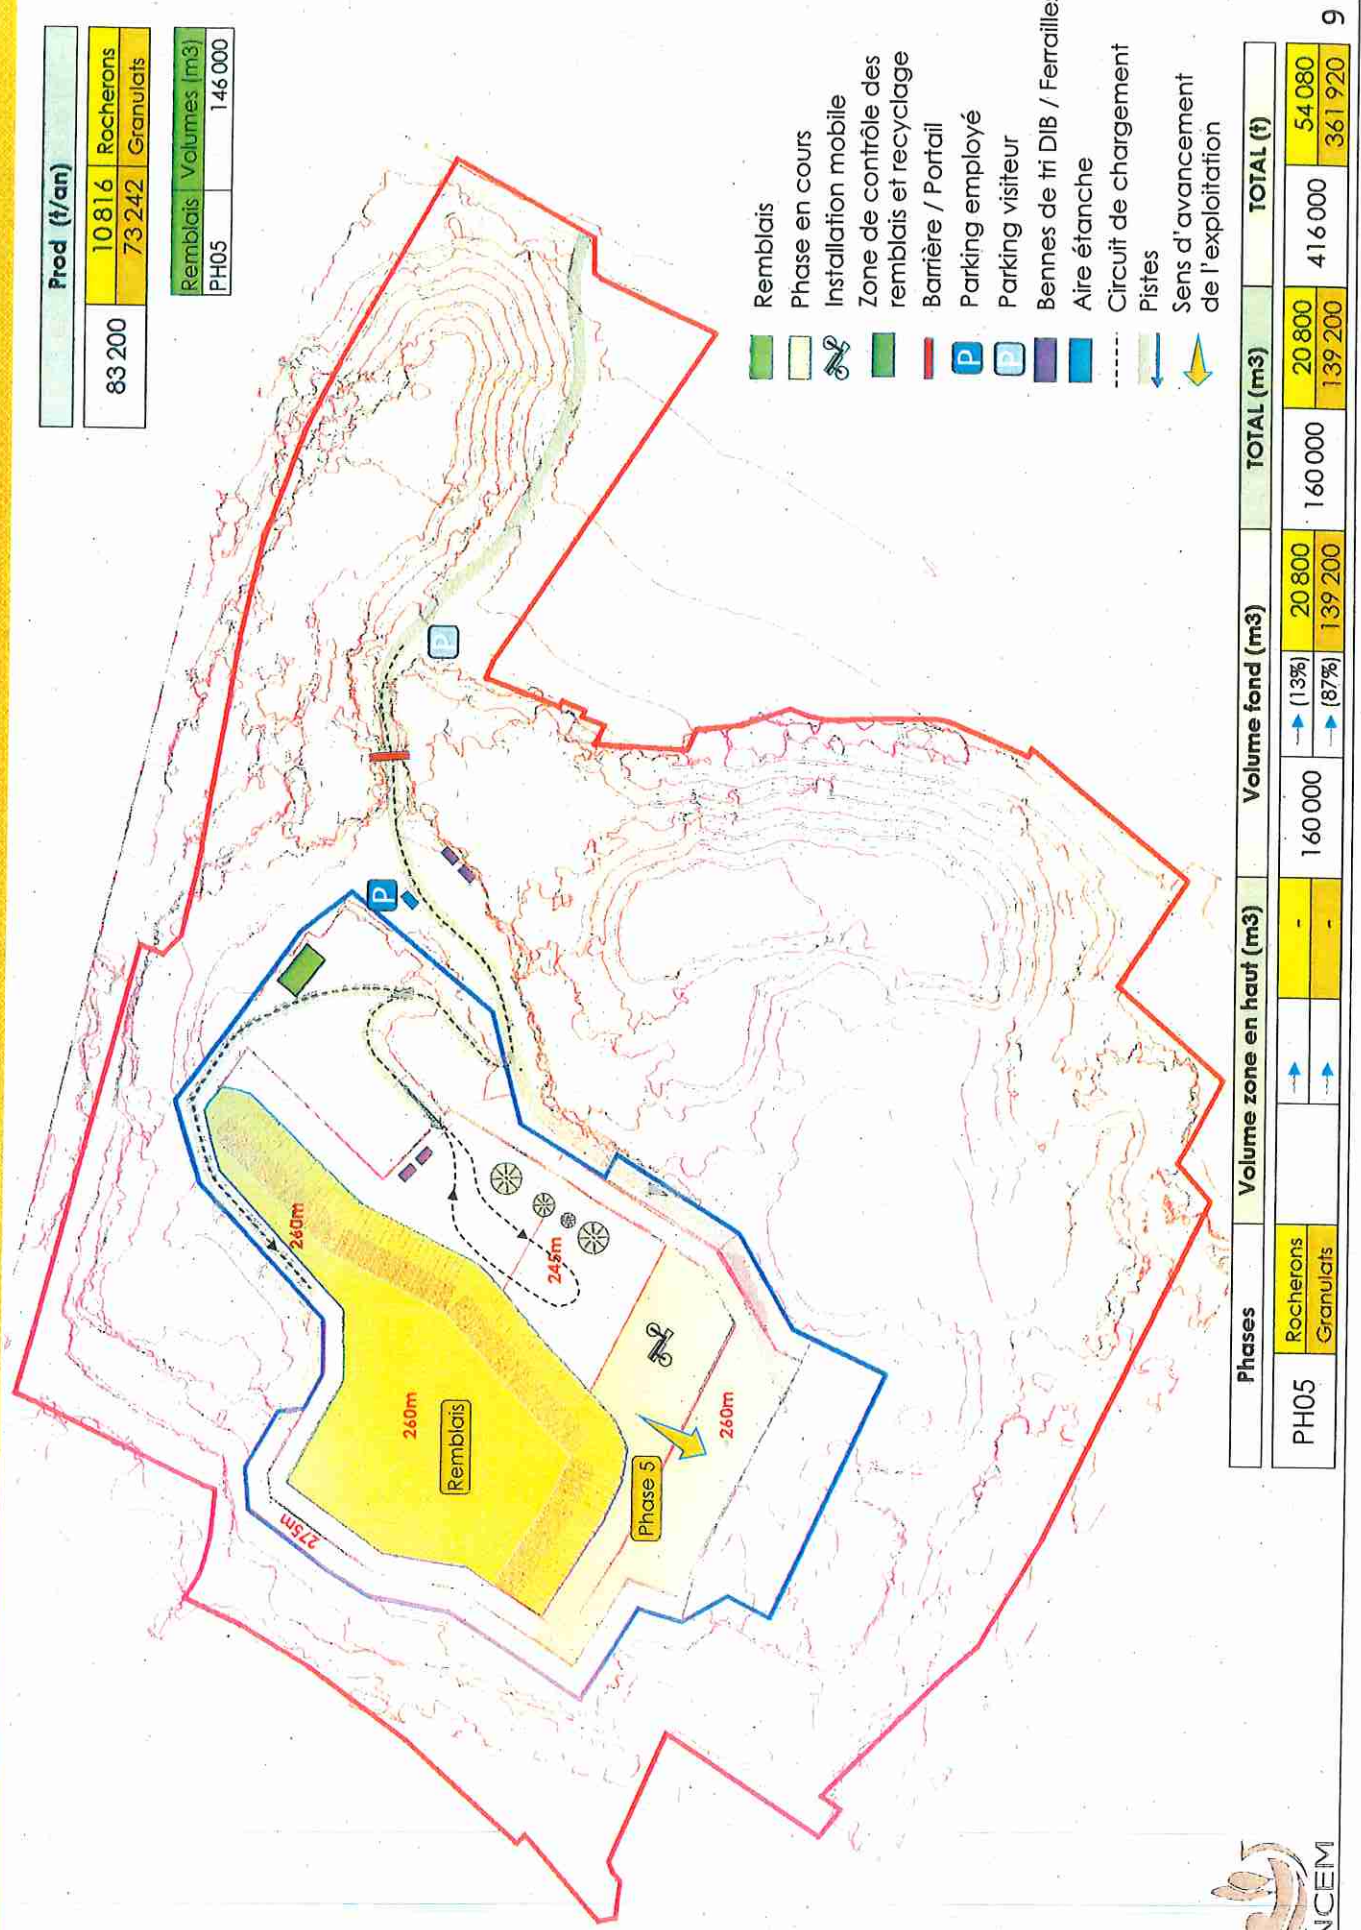 Prod (t/an)
83 200 10 816 Rocherons
73 242 Granulats
Remblais Volumes (m3)
PH05 146 000
Remblais
Phase en cours
Installation mobile
Zone de contrôle des
remblais et recyclage
Barrière / Portail
P Parking employé
P Parking visiteur
Bennes de tri DIB / Ferrailles
Aire étanche
Circuit de chargement
Pistes
Sens d'avancement
de l'exploitation
P
P
260m
245m
260m
Remblais
275m
Phase 5
260m
Phases Volume zone en haut (m3) Volume fond (m3) TOTAL (m3) TOTAL (t)
PH05 Rocherons - 160 000 (13%) 20 800 160 000 20 800 416 000 54 080
Granulats - (87%) 139 200 139 200 361 920
NCEM
9